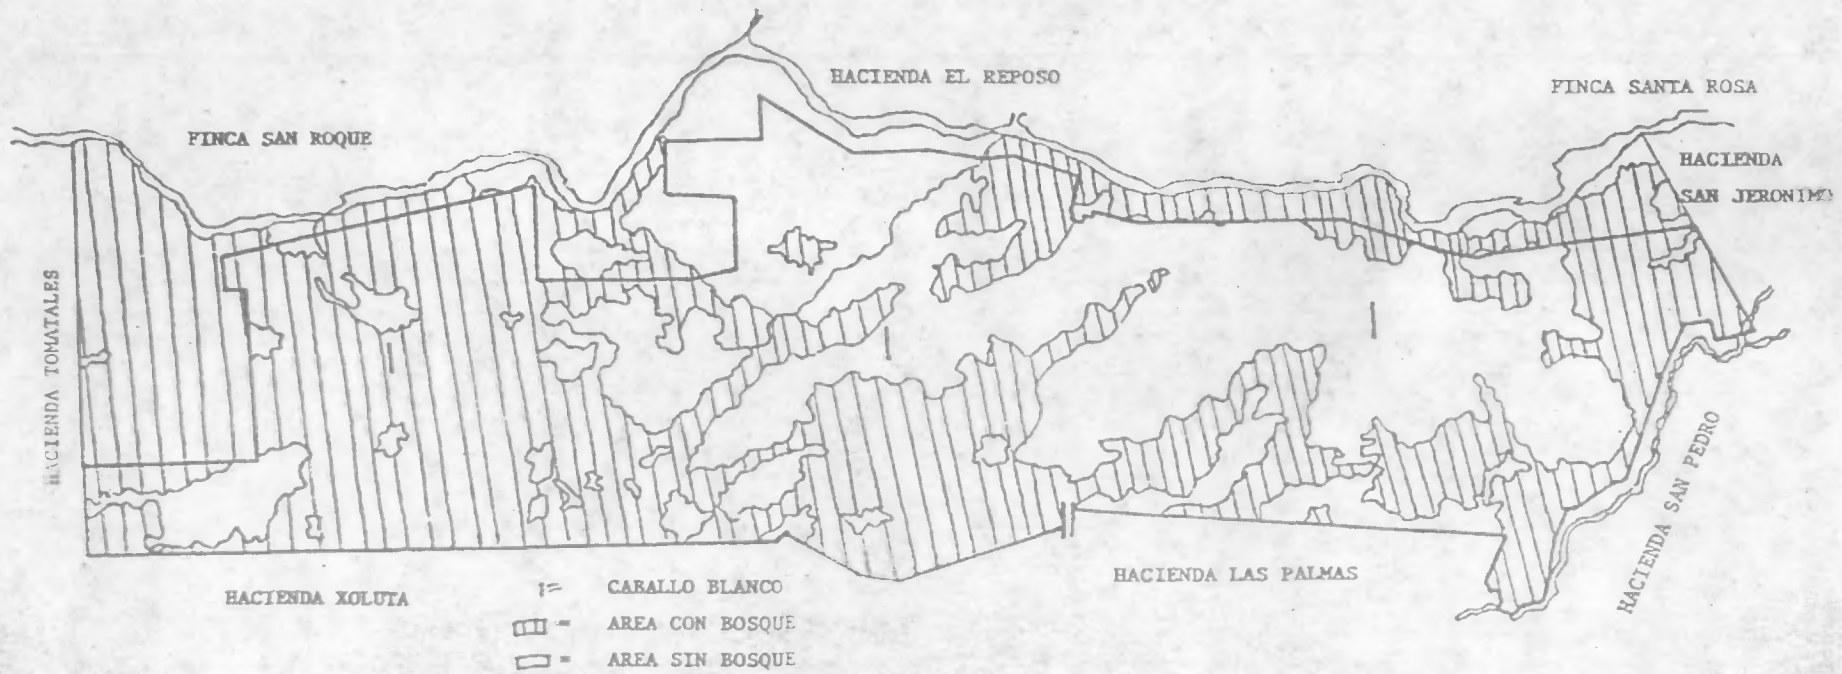 HACIENDA EL REPOSO
FINCA SANTA ROSA
FINCA SAN ROQUE
HACIENDA
SAN JERONIMO
HACIENDA TOMATALES
I
I
I
HACIENDA SAN PEDRO
HACIENDA XOLUTA
HACIENDA LAS PALMAS
I= CABALLO BLANCO
= AREA CON BOSQUE
= AREA SIN BOSQUE